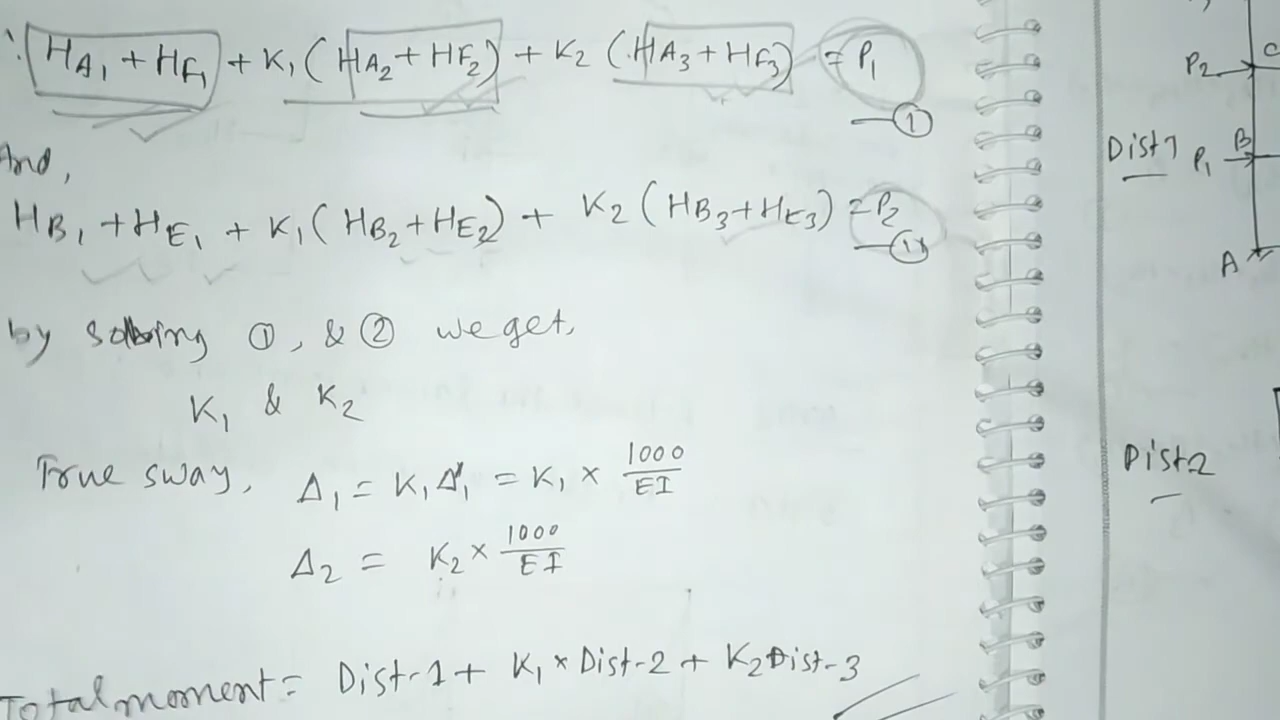 ∴ HA₁ + HF₁ + K₁ (HA₂ + HF₂) + K₂ (HA₃ + HF₃) = P₁
①
And,
HB₁ + HE₁ + K₁ (HB₂ + HE₂) + K₂ (HB₃ + HE₃) = P₂
by solving ①, & ② we get,
K₁ & K₂
True sway, Δ₁ = K₁ Δ'₁ = K₁ × 1000/EI
Δ₂ = K₂ × 1000/EI
Total moment = Dist-1 + K₁ × Dist-2 + K₂ Dist-3
P₂ C
Dist-1 P₁ B
A
Dist-2